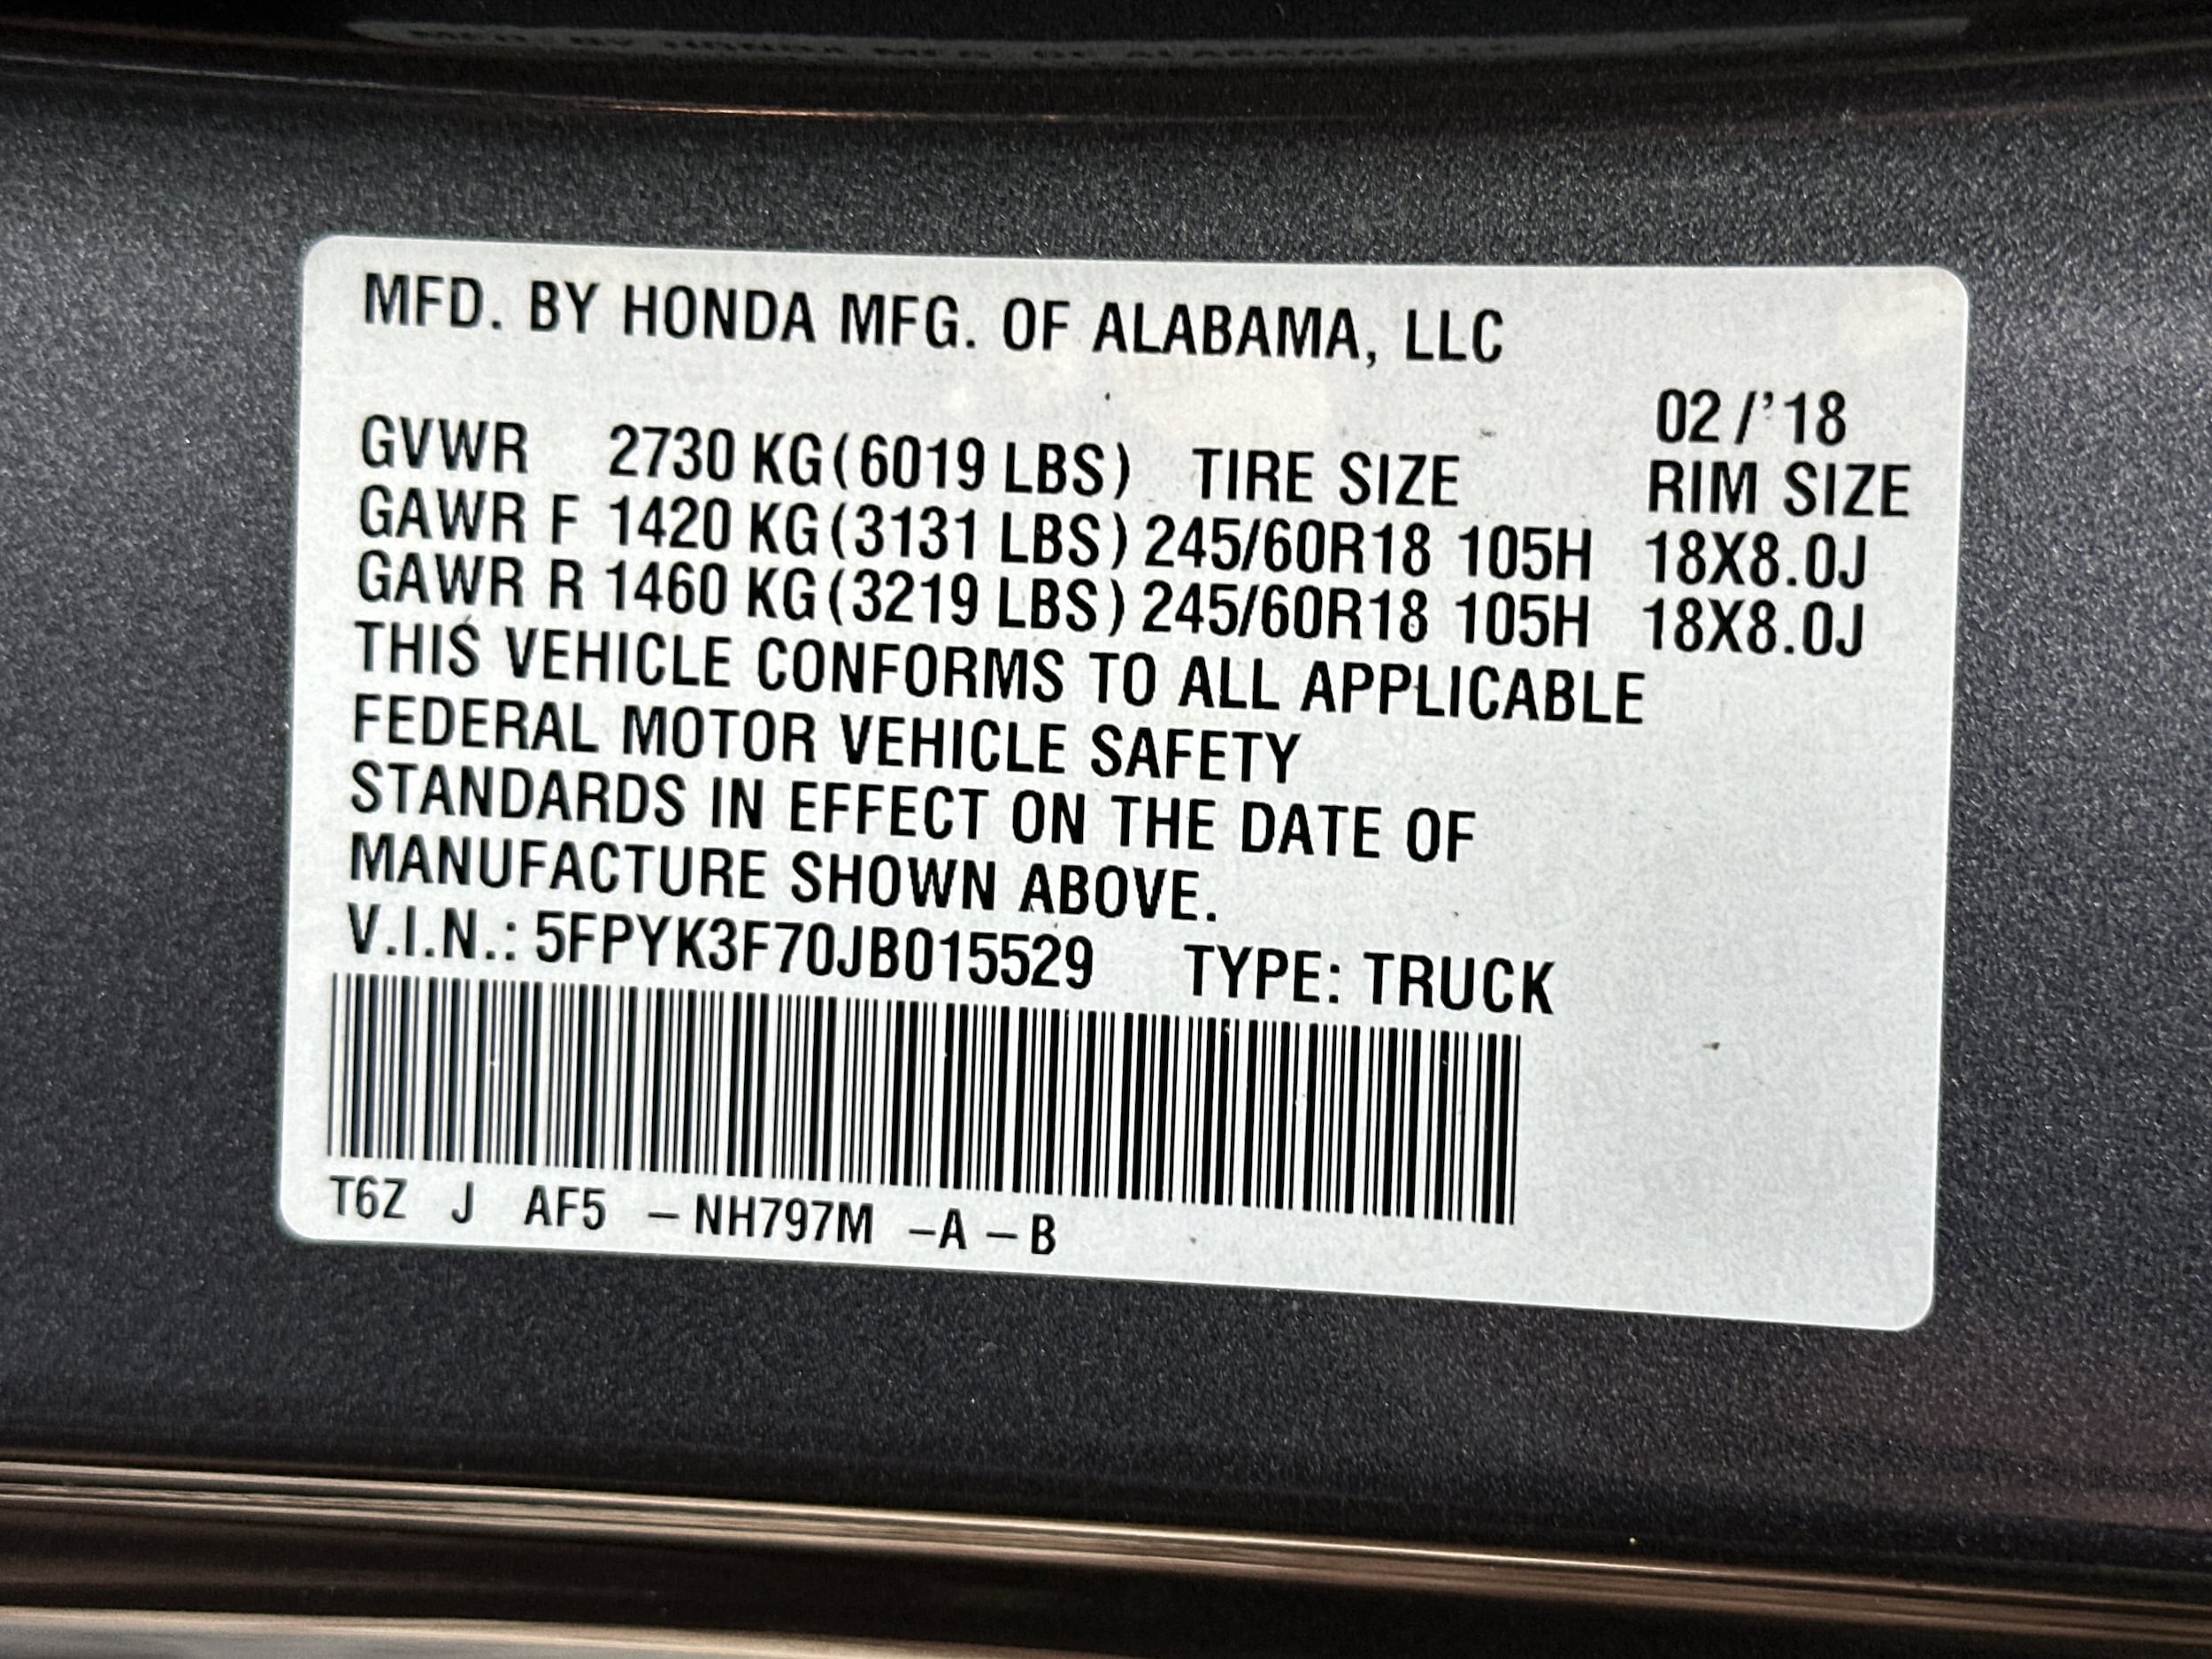 MFD. BY HONDA MFG. OF ALABAMA, LLC
02/'18
GVWR 2730 KG(6019 LBS) TIRE SIZE RIM SIZE
GAWR F 1420 KG(3131 LBS) 245/60R18 105H 18X8.0J
GAWR R 1460 KG(3219 LBS) 245/60R18 105H 18X8.0J
THIS VEHICLE CONFORMS TO ALL APPLICABLE
FEDERAL MOTOR VEHICLE SAFETY
STANDARDS IN EFFECT ON THE DATE OF
MANUFACTURE SHOWN ABOVE.
V.I.N.: 5FPYK3F70JB015529 TYPE: TRUCK
T6Z J AF5 – NH797M –A – B